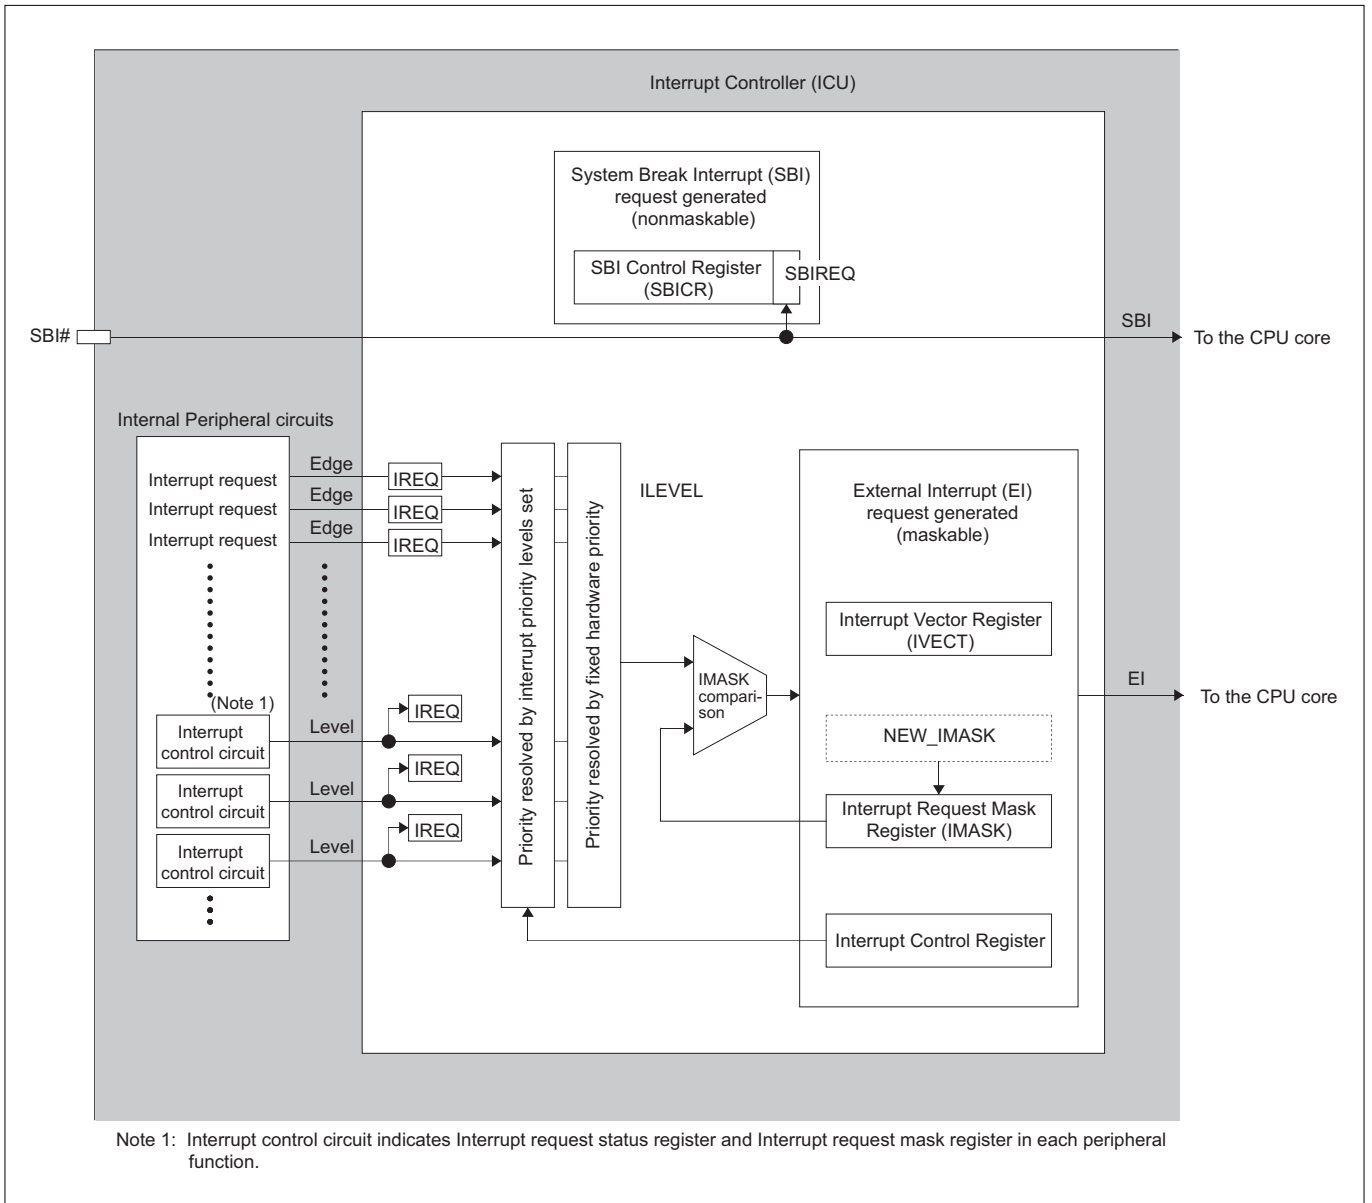 Interrupt Controller (ICU)
System Break Interrupt (SBI)
request generated
(nonmaskable)
SBI Control Register
(SBICR)
SBIREQ
SBI#
SBI
To the CPU core
Internal Peripheral circuits
Interrupt request
Interrupt request
Interrupt request
Edge
Edge
Edge
IREQ
IREQ
IREQ
(Note 1)
Interrupt
control circuit
Interrupt
control circuit
Interrupt
control circuit
Level
Level
Level
IREQ
IREQ
IREQ
Priority resolved by interrupt priority levels set
Priority resolved by fixed hardware priority
ILEVEL
IMASK
compari-
son
External Interrupt (EI)
request generated
(maskable)
Interrupt Vector Register
(IVECT)
NEW_IMASK
Interrupt Request Mask
Register (IMASK)
Interrupt Control Register
EI
To the CPU core
Note 1: Interrupt control circuit indicates Interrupt request status register and Interrupt request mask register in each peripheral
function.